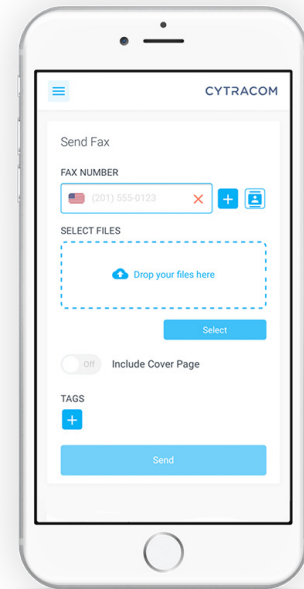 CYTRACOM
Send Fax
FAX NUMBER
(201) 555-0123
SELECT FILES
Drop your files here
Select
Off Include Cover Page
TAGS
Send